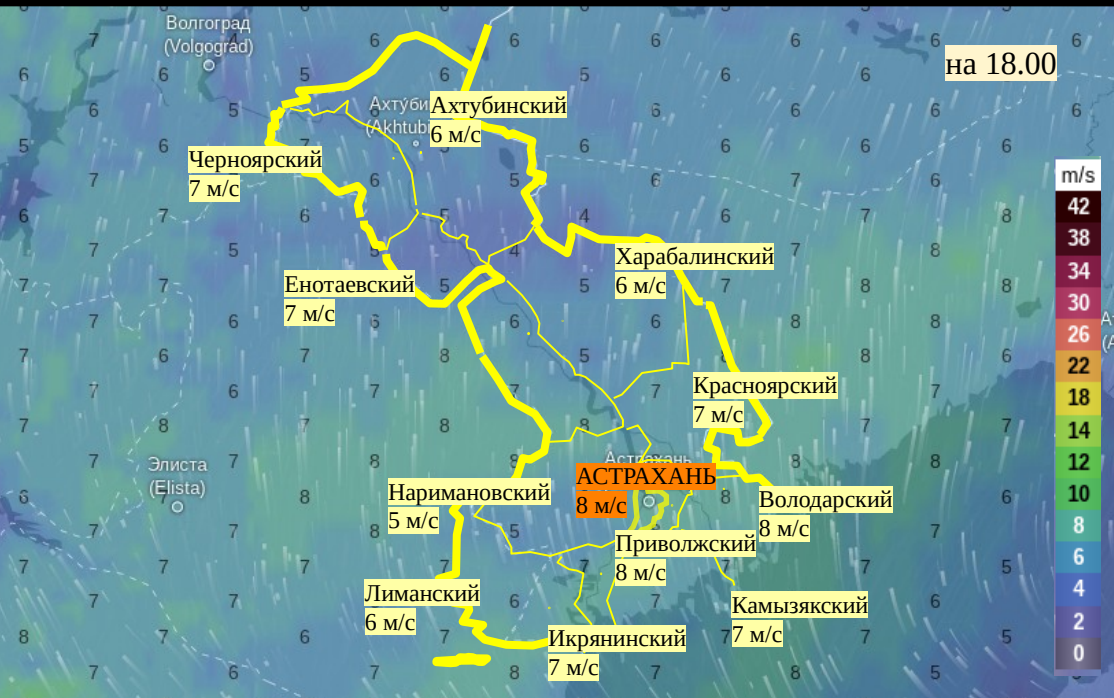 Волгоград
(Volgograd)
на 18.00
Ахтуби
(Akhtub
Ахтубинский
6 м/с
Черноярский
7 м/с
m/s
42
38
34
30
26
22
18
14
12
10
8
6
4
2
0
Харабалинский
6 м/с
Енотаевский
7 м/с
Красноярский
7 м/с
Элиста
(Elista)
Астрахань
АСТРАХАНЬ
8 м/с
Наримановский
5 м/с
Володарский
8 м/с
Приволжский
8 м/с
Лиманский
6 м/с
Камызякский
7 м/с
Икрянинский
7 м/с